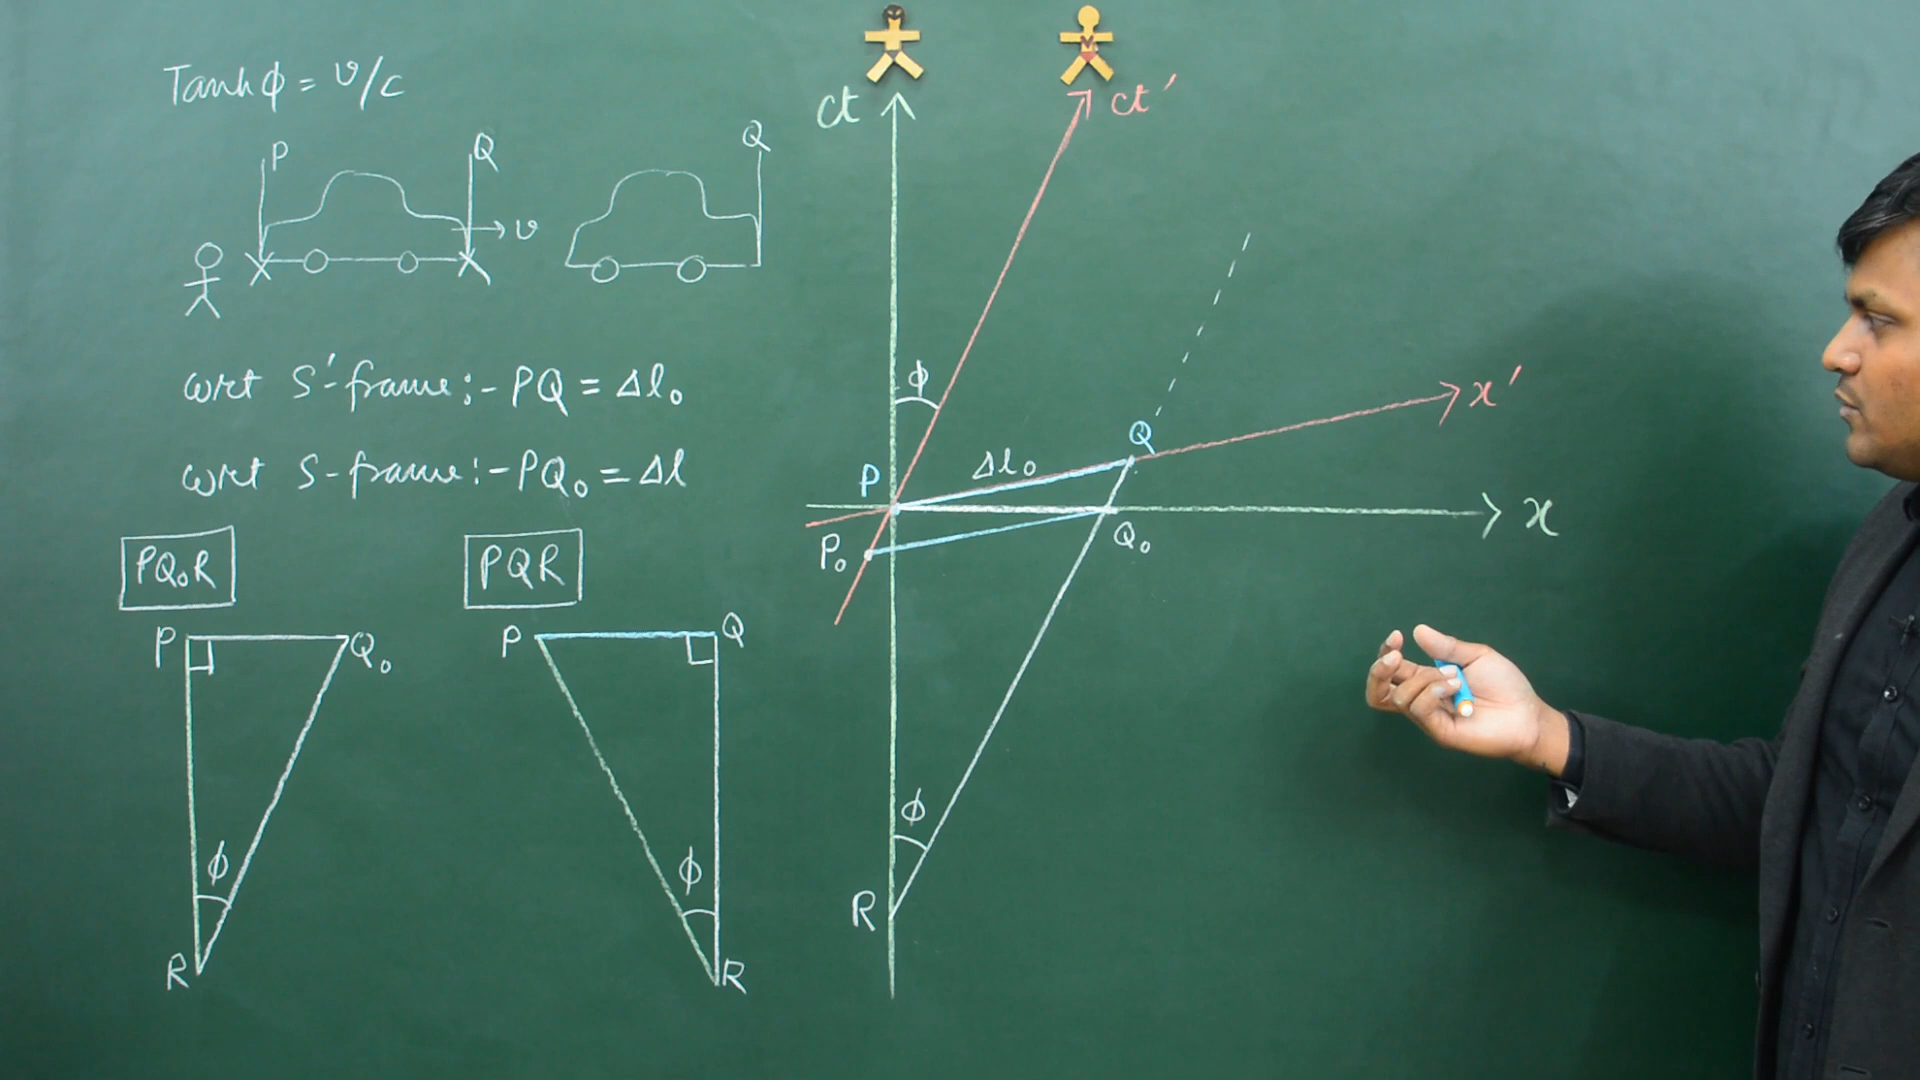 Tanh ϕ = v/c
P
Q
v
Q
wrt S'-frame:- PQ = Δl₀
wrt S-frame:- PQ₀ = Δl
PQ₀R
PQR
P
Q₀
ϕ
R
P
Q
ϕ
R
ct
ct'
ϕ
P
Δl₀
Q
x'
x
P₀
Q₀
ϕ
R